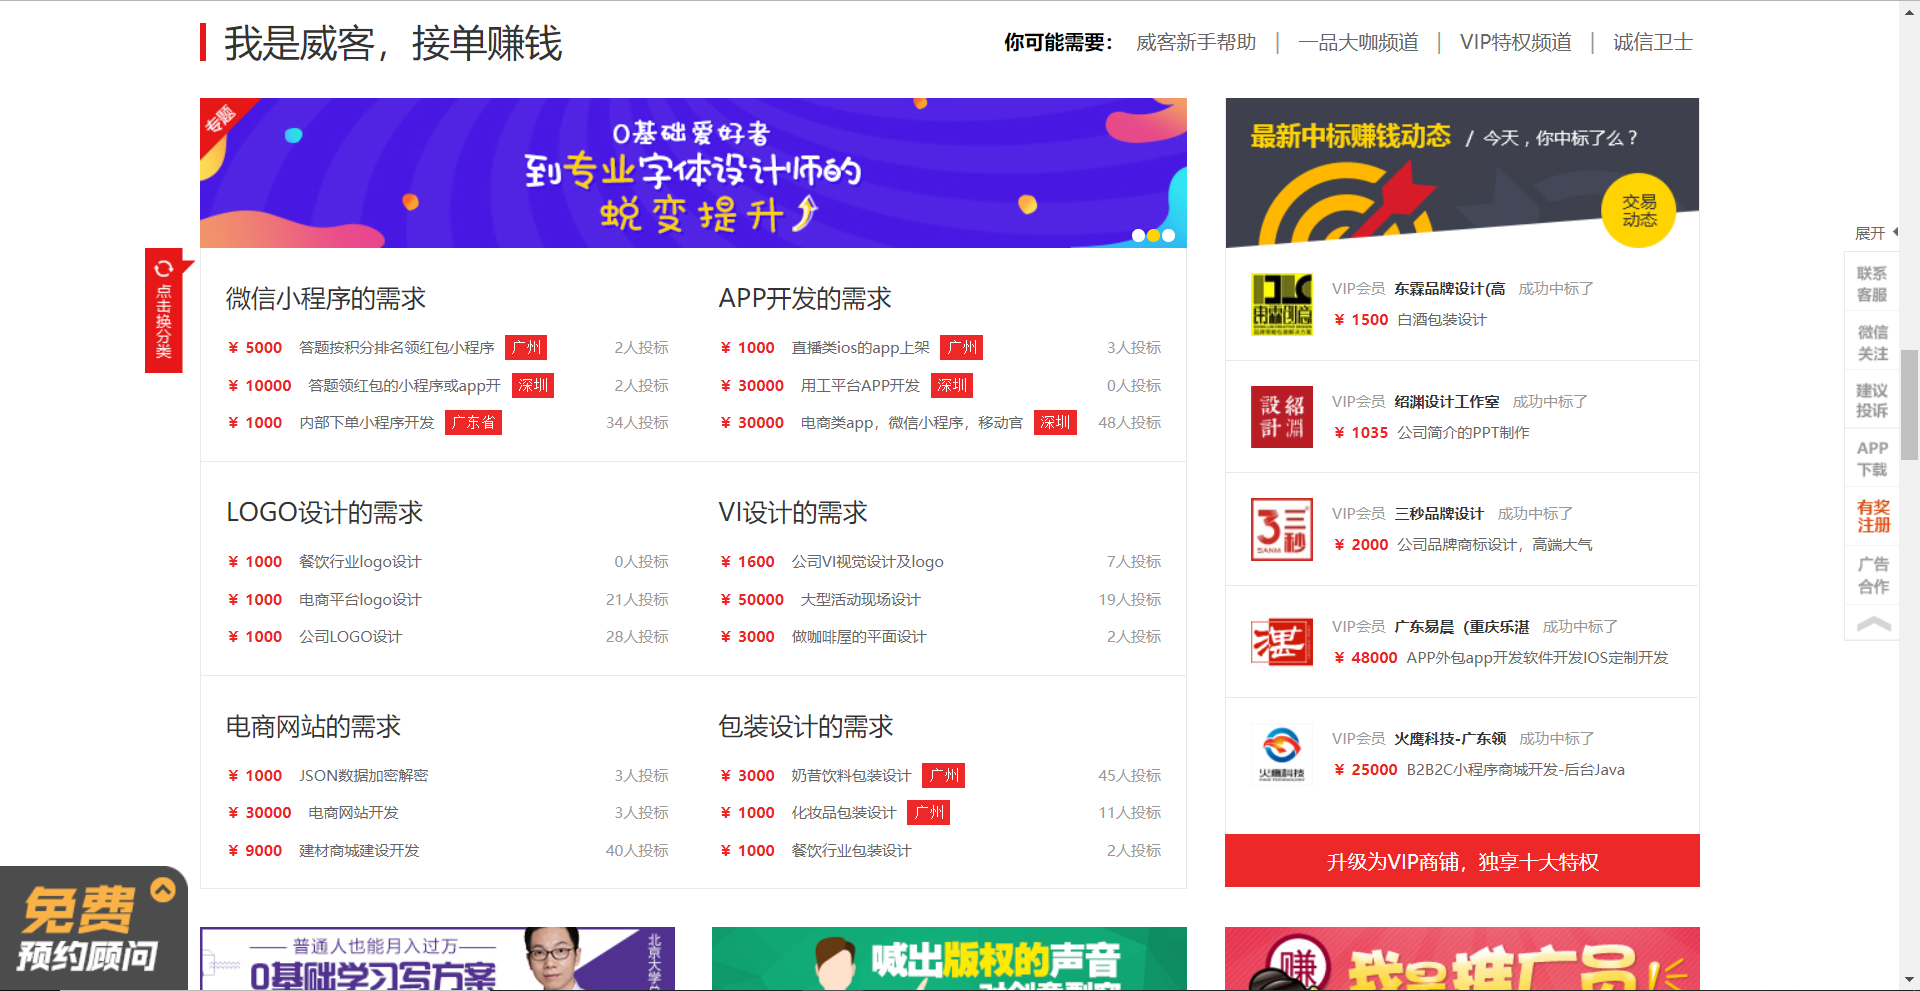 我是威客，接单赚钱
你可能需要： 威客新手帮助 | 一品大咖频道 | VIP特权频道 | 诚信卫士
专题
0基础爱好者
到专业字体设计师的
蜕变提升
点击换分类
微信小程序的需求
¥ 5000 答题按积分排名领红包小程序 广州 2人投标
¥ 10000 答题领红包的小程序或app开 深圳 2人投标
¥ 1000 内部下单小程序开发 广东省 34人投标
APP开发的需求
¥ 1000 直播类ios的app上架 广州 3人投标
¥ 30000 用工平台APP开发 深圳 0人投标
¥ 30000 电商类app，微信小程序，移动官 深圳 48人投标
LOGO设计的需求
¥ 1000 餐饮行业logo设计 0人投标
¥ 1000 电商平台logo设计 21人投标
¥ 1000 公司LOGO设计 28人投标
VI设计的需求
¥ 1600 公司VI视觉设计及logo 7人投标
¥ 50000 大型活动现场设计 19人投标
¥ 3000 做咖啡屋的平面设计 2人投标
电商网站的需求
¥ 1000 JSON数据加密解密 3人投标
¥ 30000 电商网站开发 3人投标
¥ 9000 建材商城建设开发 40人投标
包装设计的需求
¥ 3000 奶昔饮料包装设计 广州 45人投标
¥ 1000 化妆品包装设计 广州 11人投标
¥ 1000 餐饮行业包装设计 2人投标
最新中标赚钱动态 / 今天，你中标了么？
交易
动态
VIP会员 东霖品牌设计(高 成功中标了
¥ 1500 白酒包装设计
設紹
計淵
VIP会员 绍渊设计工作室 成功中标了
¥ 1035 公司简介的PPT制作
3三秒
SANM
VIP会员 三秒品牌设计 成功中标了
¥ 2000 公司品牌商标设计，高端大气
湛
VIP会员 广东易晨（重庆乐湛 成功中标了
¥ 48000 APP外包app开发软件开发IOS定制开发
火鹰科技
VIP会员 火鹰科技-广东领 成功中标了
¥ 25000 B2B2C小程序商城开发-后台Java
升级为VIP商铺，独享十大特权
展开
联系
客服
微信
关注
建议
投诉
APP
下载
有奖
注册
广告
合作
免费
预约顾问
普通人也能月入过万
0基础学习写方案
北京大学
喊出版权的声音
赚
我是推广员